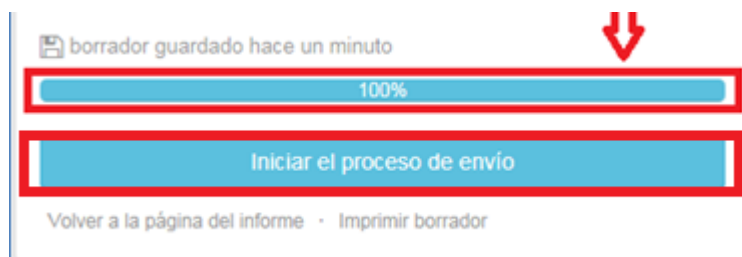 borrador guardado hace un minuto
100%
Iniciar el proceso de envío
Volver a la página del informe · Imprimir borrador